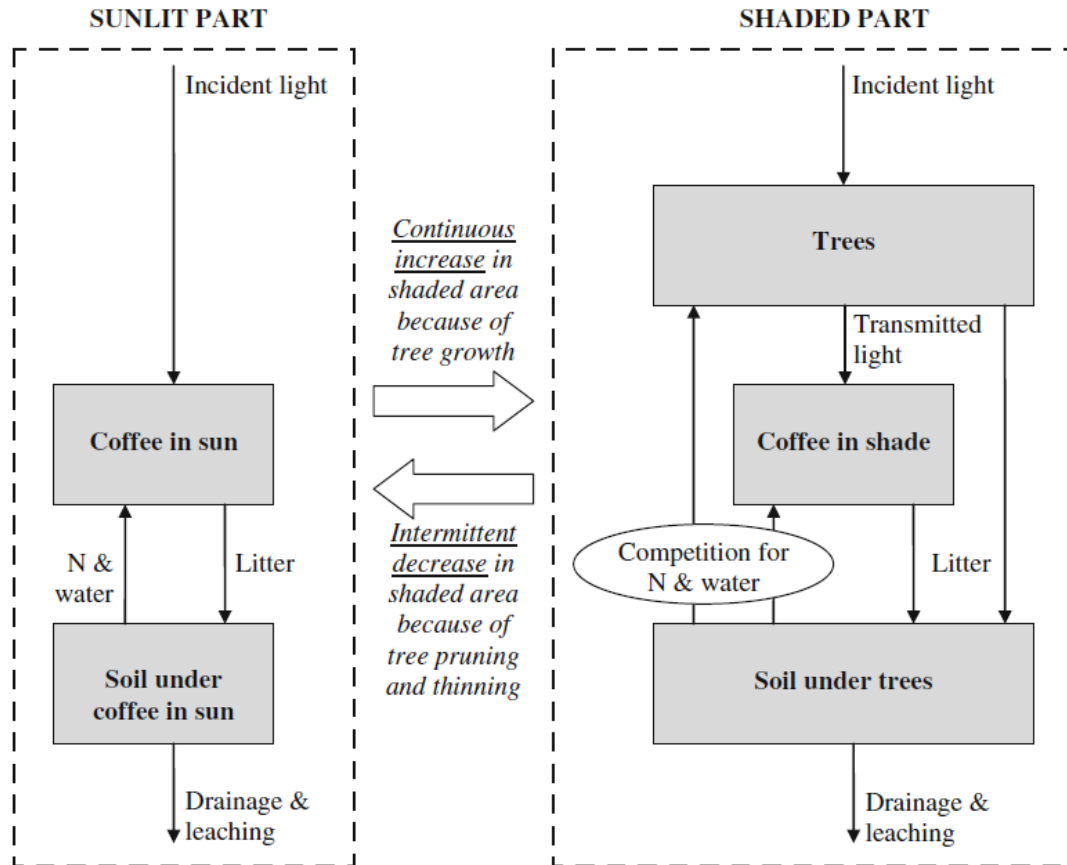 SUNLIT PART
Incident light
Coffee in sun
N &
water
Litter
Soil under
coffee in sun
Drainage &
leaching
Continuous
increase in
shaded area
because of
tree growth
Intermittent
decrease in
shaded area
because of
tree pruning
and thinning
SHADED PART
Incident light
Trees
Transmitted
light
Coffee in shade
Competition for
N & water
Litter
Soil under trees
Drainage &
leaching